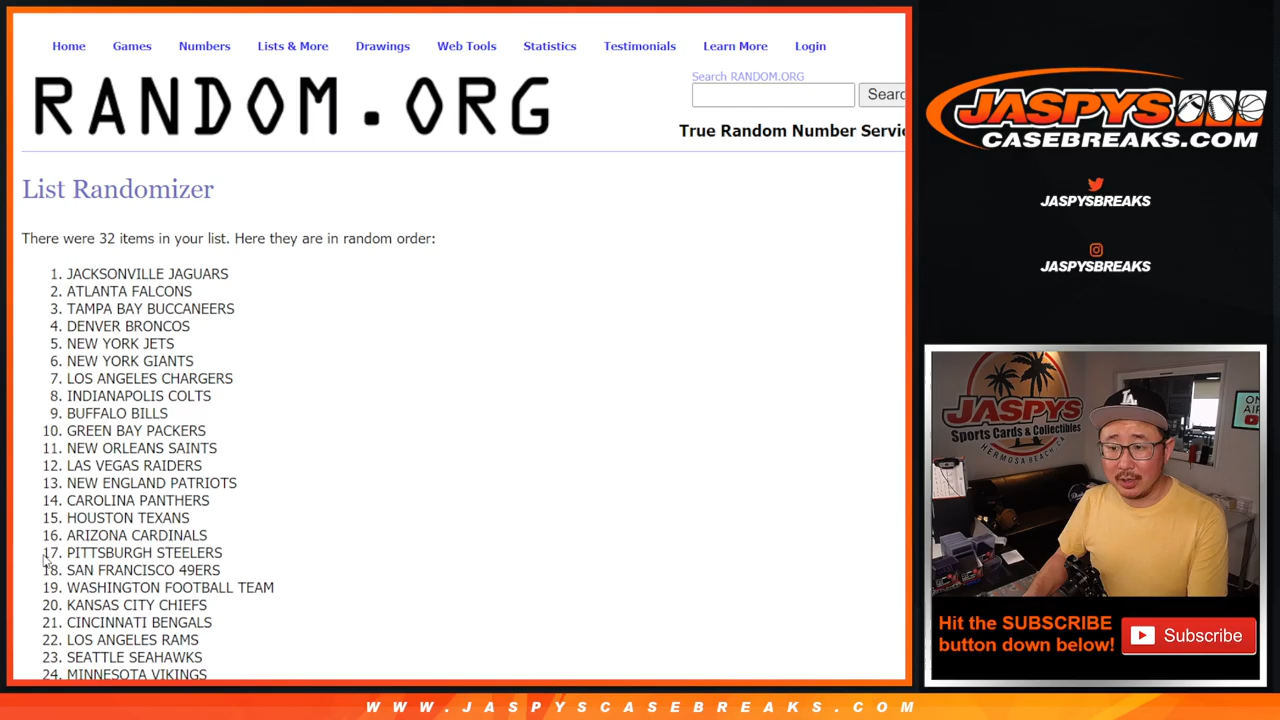 Home Games Numbers Lists & More Drawings Web Tools Statistics Testimonials Learn More Login
RANDOM.ORG
Search RANDOM.ORG
Searc
True Random Number Servic
List Randomizer
There were 32 items in your list. Here they are in random order:
1. JACKSONVILLE JAGUARS
2. ATLANTA FALCONS
3. TAMPA BAY BUCCANEERS
4. DENVER BRONCOS
5. NEW YORK JETS
6. NEW YORK GIANTS
7. LOS ANGELES CHARGERS
8. INDIANAPOLIS COLTS
9. BUFFALO BILLS
10. GREEN BAY PACKERS
11. NEW ORLEANS SAINTS
12. LAS VEGAS RAIDERS
13. NEW ENGLAND PATRIOTS
14. CAROLINA PANTHERS
15. HOUSTON TEXANS
16. ARIZONA CARDINALS
17. PITTSBURGH STEELERS
18. SAN FRANCISCO 49ERS
19. WASHINGTON FOOTBALL TEAM
20. KANSAS CITY CHIEFS
21. CINCINNATI BENGALS
22. LOS ANGELES RAMS
23. SEATTLE SEAHAWKS
24. MINNESOTA VIKINGS
JASPYS
CASEBREAKS.COM
JASPYSBREAKS
JASPYSBREAKS
JASPYS
Sports Cards & Collectibles
HERMOSA BEACH, CA
LA
ON
AIR
Hit the SUBSCRIBE
button down below!
Subscribe
WWW.JASPYSCASEBREAKS.COM